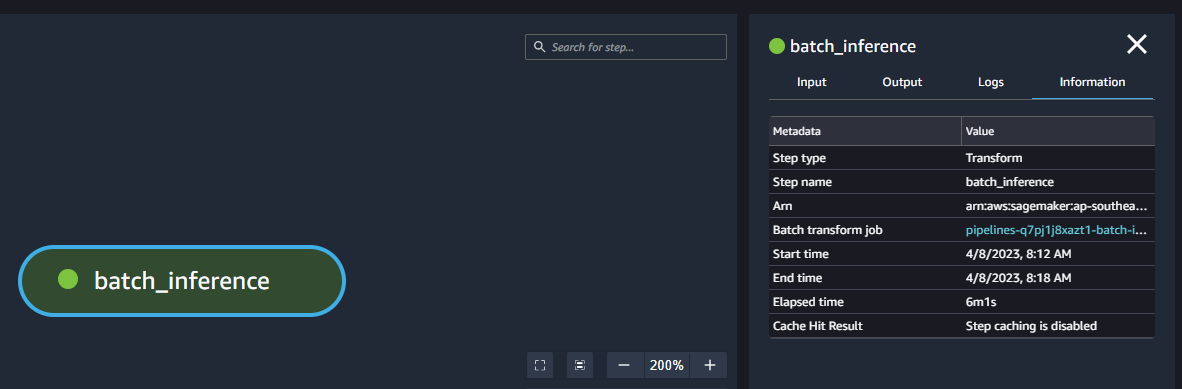 Search for step...
batch_inference
200%
batch_inference
Input Output Logs Information
Metadata Value
Step type Transform
Step name batch_inference
Arn arn:aws:sagemaker:ap-southea...
Batch transform job pipelines-q7pj1j8xazt1-batch-i...
Start time 4/8/2023, 8:12 AM
End time 4/8/2023, 8:18 AM
Elapsed time 6m1s
Cache Hit Result Step caching is disabled